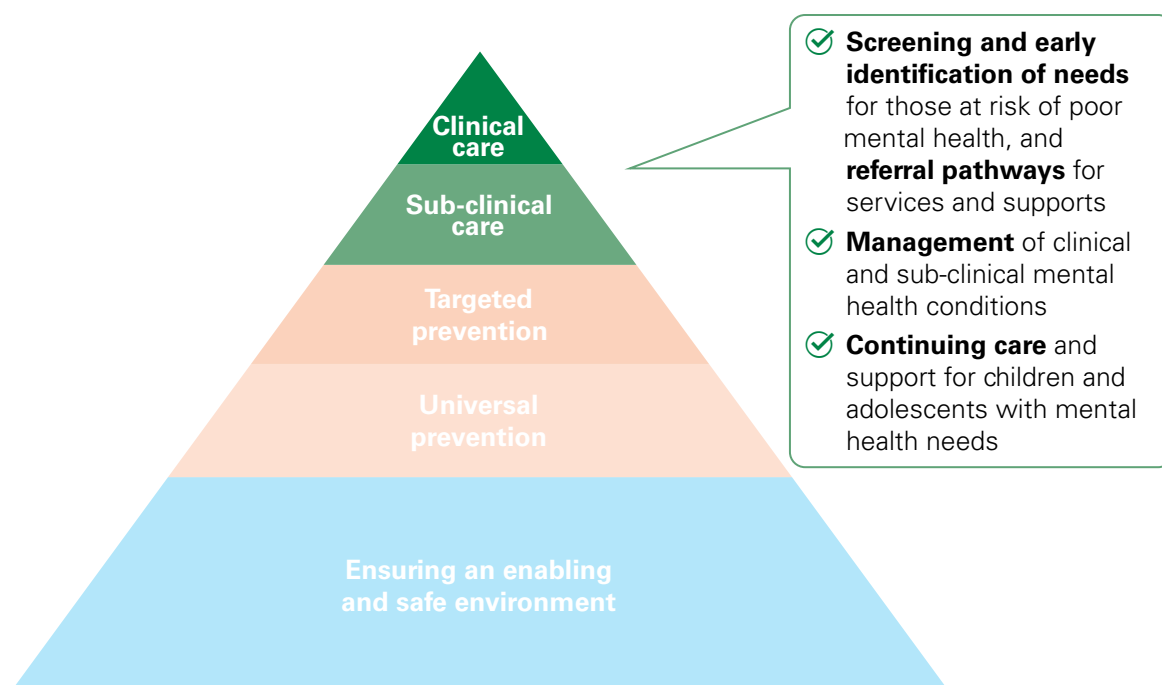 Clinical
care
Sub-clinical
care
Targeted
prevention
Universal
prevention
Ensuring an enabling
and safe environment
Screening and early
identification of needs
for those at risk of poor
mental health, and
referral pathways for
services and supports
Management of clinical
and sub-clinical mental
health conditions
Continuing care and
support for children and
adolescents with mental
health needs